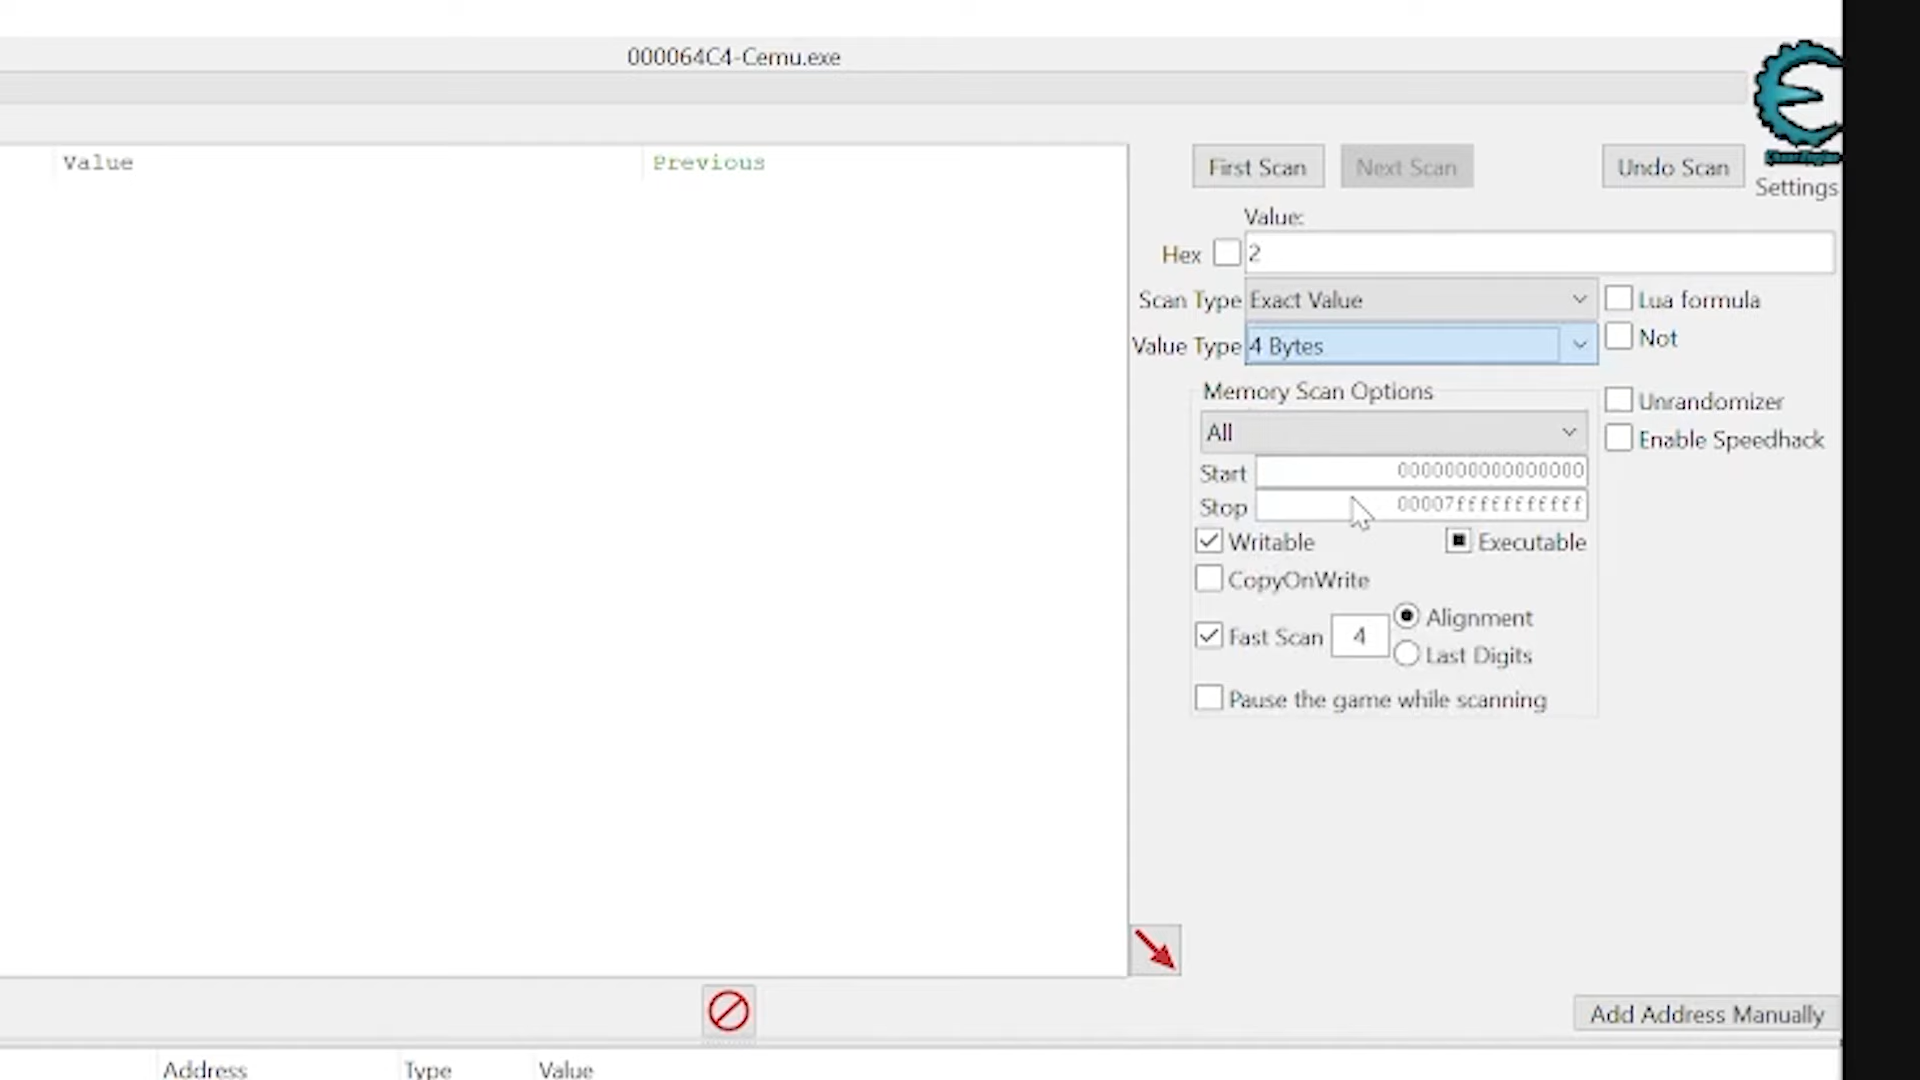 000064C4-Cemu.exe
Value Previous
First Scan Next Scan Undo Scan
Settings
Value:
Hex 2
Scan Type Exact Value Lua formula
Value Type 4 Bytes Not
Memory Scan Options
All Unrandomizer
Enable Speedhack
Start 0000000000000000
Stop 00007fffffffffff
Writable Executable
CopyOnWrite
Fast Scan 4 Alignment
Last Digits
Pause the game while scanning
Add Address Manually
Address Type Value